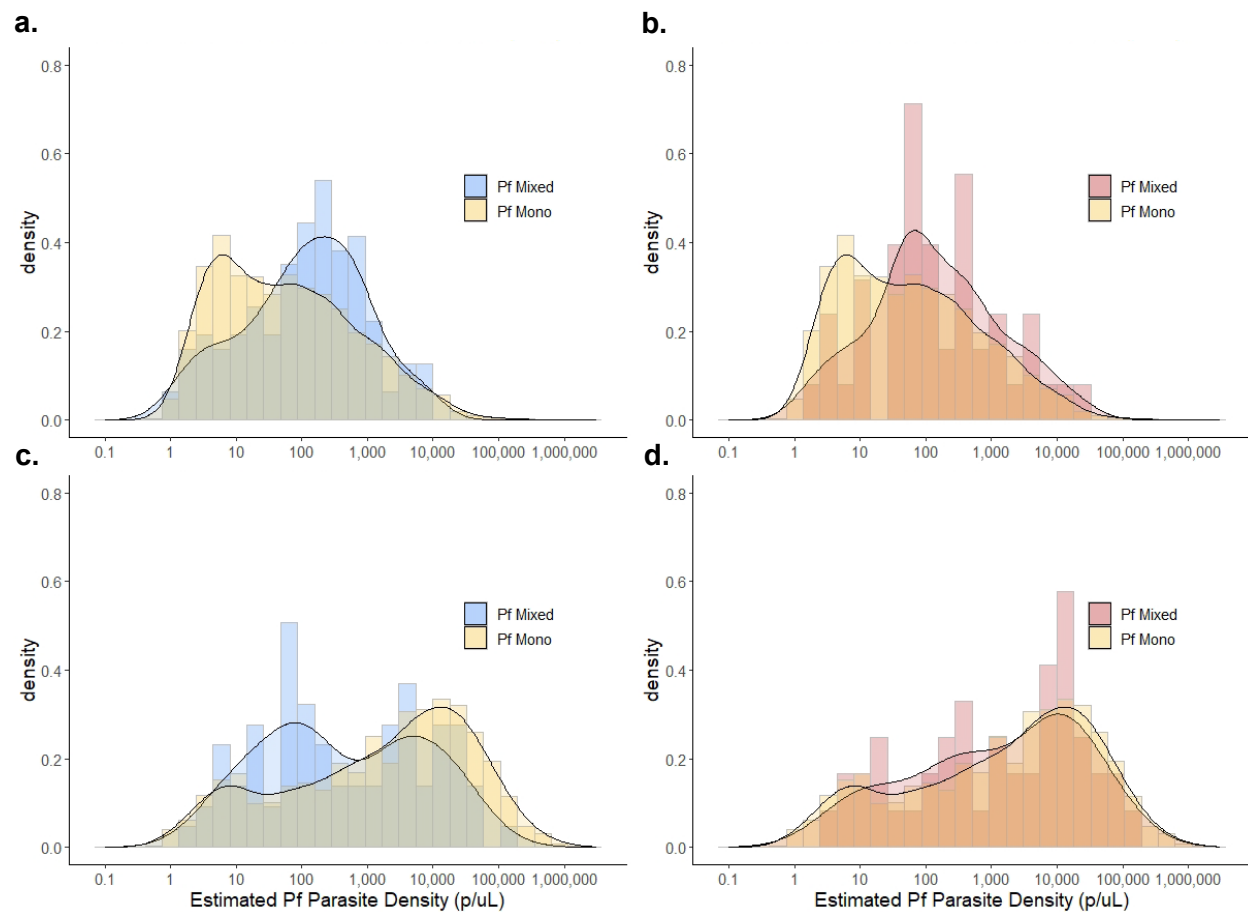 a.
b.
0.8
0.6
0.4
0.2
0.0
density
Pf Mixed
Pf Mono
0.1 1 10 100 1,000 10,000 100,000 1,000,000
0.8
0.6
0.4
0.2
0.0
density
Pf Mixed
Pf Mono
0.1 1 10 100 1,000 10,000 100,000 1,000,000
c.
d.
0.8
0.6
0.4
0.2
0.0
density
Pf Mixed
Pf Mono
0.1 1 10 100 1,000 10,000 100,000 1,000,000
Estimated Pf Parasite Density (p/uL)
0.8
0.6
0.4
0.2
0.0
density
Pf Mixed
Pf Mono
0.1 1 10 100 1,000 10,000 100,000 1,000,000
Estimated Pf Parasite Density (p/uL)